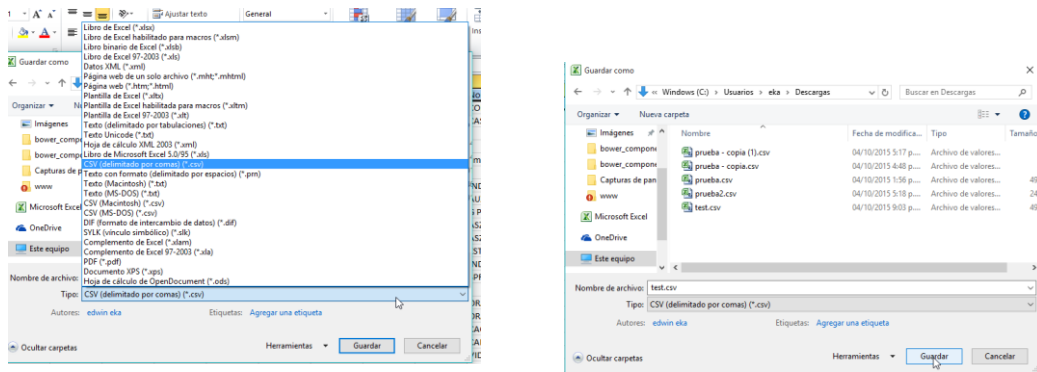 Ajustar texto
General
Guardar como
Organizar
Imágenes
bower_compo
bower_compo
Capturas de p
www
Microsoft Excel
OneDrive
Este equipo
Libro de Excel (*.xlsx)
Libro de Excel habilitado para macros (*.xlsm)
Libro binario de Excel (*.xlsb)
Libro de Excel 97-2003 (*.xls)
Datos XML (*.xml)
Página web de un solo archivo (*.mht;*.mhtml)
Página web (*.htm;*.html)
Plantilla de Excel (*.xltx)
Plantilla de Excel habilitada para macros (*.xltm)
Plantilla de Excel 97-2003 (*.xlt)
Texto (delimitado por tabulaciones) (*.txt)
Texto Unicode (*.txt)
Hoja de cálculo XML 2003 (*.xml)
Libro de Microsoft Excel 5.0/95 (*.xls)
CSV (delimitado por comas) (*.csv)
Texto con formato (delimitado por espacios) (*.prn)
Texto (Macintosh) (*.txt)
Texto (MS-DOS) (*.txt)
CSV (Macintosh) (*.csv)
CSV (MS-DOS) (*.csv)
DIF (formato de intercambio de datos) (*.dif)
SYLK (vínculo simbólico) (*.slk)
Complemento de Excel (*.xlam)
Complemento de Excel 97-2003 (*.xla)
PDF (*.pdf)
Documento XPS (*.xps)
Hoja de cálculo de OpenDocument (*.ods)
Nombre de archivo:
Tipo: CSV (delimitado por comas) (*.csv)
Autores: edwin eka Etiquetas: Agregar una etiqueta
Ocultar carpetas Herramientas Guardar Cancelar
Guardar como
« Windows (C:) › Usuarios › eka › Descargas Buscar en Descargas
Organizar Nueva carpeta
Imágenes
bower_compone
bower_compone
Capturas de pan
www
Microsoft Excel
OneDrive
Este equipo
Nombre Fecha de modifica... Tipo Tamaño
prueba - copia (1).csv 04/10/2015 5:17 p.... Archivo de valores...
prueba - copia.csv 04/10/2015 4:48 p.... Archivo de valores...
prueba.csv 04/10/2015 1:56 p.... Archivo de valores... 49
prueba2.csv 04/10/2015 5:18 p.... Archivo de valores... 24
test.csv 04/10/2015 9:03 p.... Archivo de valores... 49
Nombre de archivo: test.csv
Tipo: CSV (delimitado por comas) (*.csv)
Autores: edwin eka Etiquetas: Agregar una etiqueta
Ocultar carpetas Herramientas Guardar Cancelar